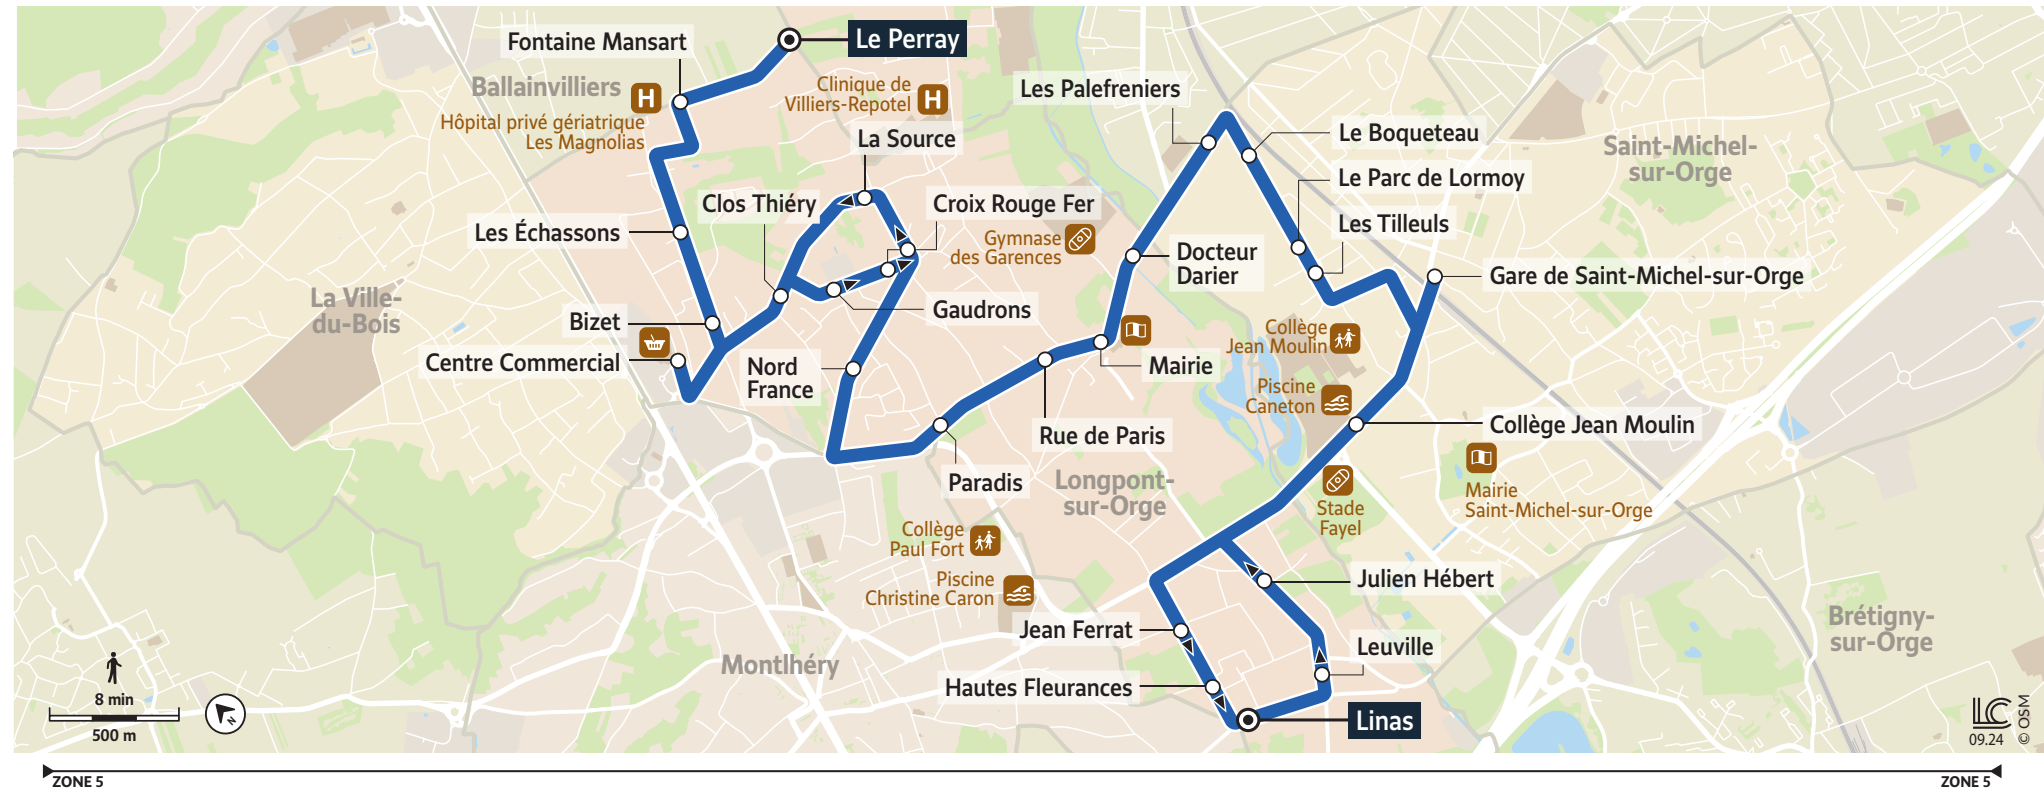 Fontaine Mansart
Le Perray
Ballainvilliers
H
Hôpital privé gériatrique
Les Magnolias
Clinique de
Villiers-Repotel
H
La Source
Les Palefreniers
Le Boqueteau
Saint-Michel-
sur-Orge
Le Parc de Lormoy
Clos Thiéry
Croix Rouge Fer
Les Tilleuls
Les Échassons
Gymnase
des Garences
Docteur
Darier
Gare de Saint-Michel-sur-Orge
La Ville-
du-Bois
Gaudrons
Bizet
Centre Commercial
Nord
France
Mairie
Collège
Jean Moulin
Piscine
Caneton
Rue de Paris
Collège Jean Moulin
Paradis
Longpont-
sur-Orge
Mairie
Saint-Michel-sur-Orge
Stade
Fayel
Collège
Paul Fort
Piscine
Christine Caron
Julien Hébert
Jean Ferrat
Brétigny-
sur-Orge
Leuville
Montlhéry
Hautes Fleurances
Linas
8 min
500 m
N
LC
09.24
© OSM
ZONE 5
ZONE 5